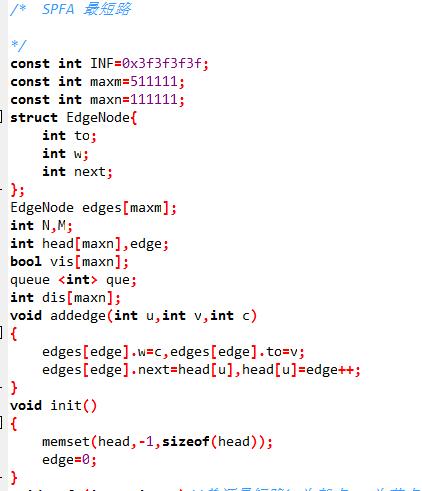 /*  SPFA 最短路
*/
const int INF=0x3f3f3f3f;
const int maxm=511111;
const int maxn=111111;
struct EdgeNode{
    int to;
    int w;
    int next;
};
EdgeNode edges[maxm];
int N,M;
int head[maxn],edge;
bool vis[maxn];
queue <int> que;
int dis[maxn];
void addedge(int u,int v,int c)
{
    edges[edge].w=c,edges[edge].to=v;
    edges[edge].next=head[u],head[u]=edge++;
}
void init()
{
    memset(head,-1,sizeof(head));
    edge=0;
}